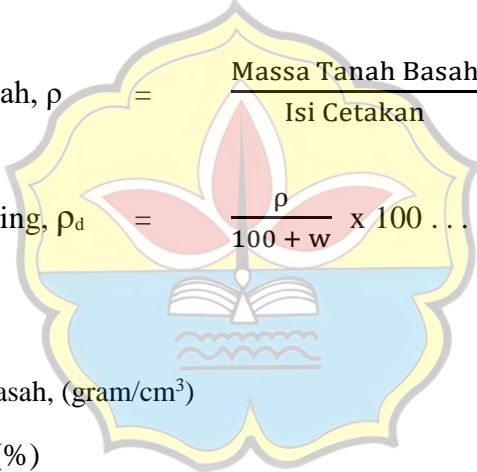 ah, ρ = Massa Tanah Basah
Isi Cetakan
ing, ρd = ρ
100 + w x 100 . . .
asah, (gram/cm³)
(%)